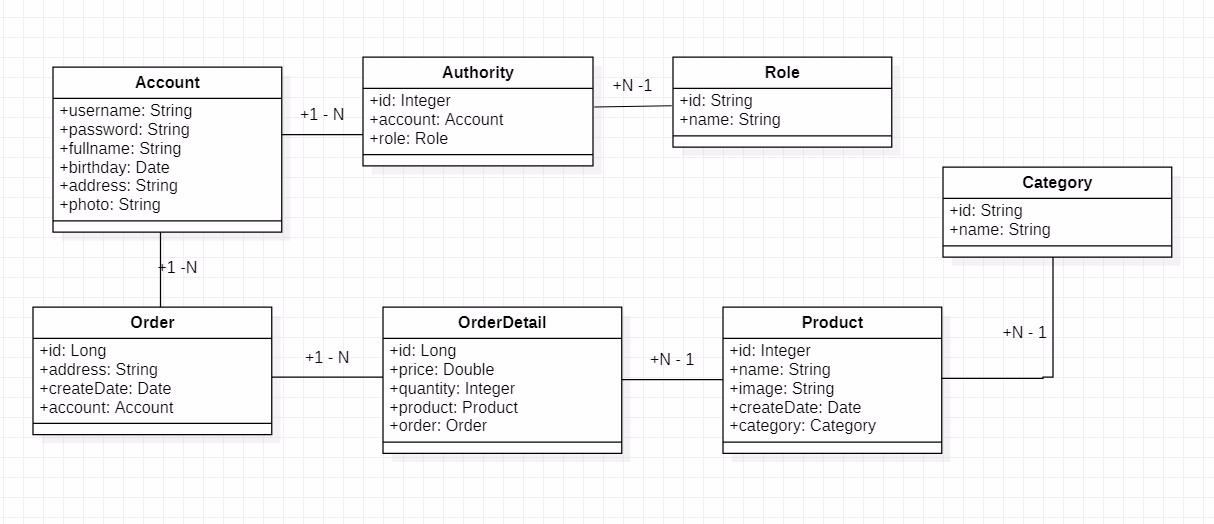 Account
+username: String
+password: String
+fullname: String
+birthday: Date
+address: String
+photo: String
+1 - N
Authority
+id: Integer
+account: Account
+role: Role
+N -1
Role
+id: String
+name: String
Category
+id: String
+name: String
+1 -N
Order
+id: Long
+address: String
+createDate: Date
+account: Account
+1 - N
OrderDetail
+id: Long
+price: Double
+quantity: Integer
+product: Product
+order: Order
+N - 1
Product
+id: Integer
+name: String
+image: String
+createDate: Date
+category: Category
+N - 1